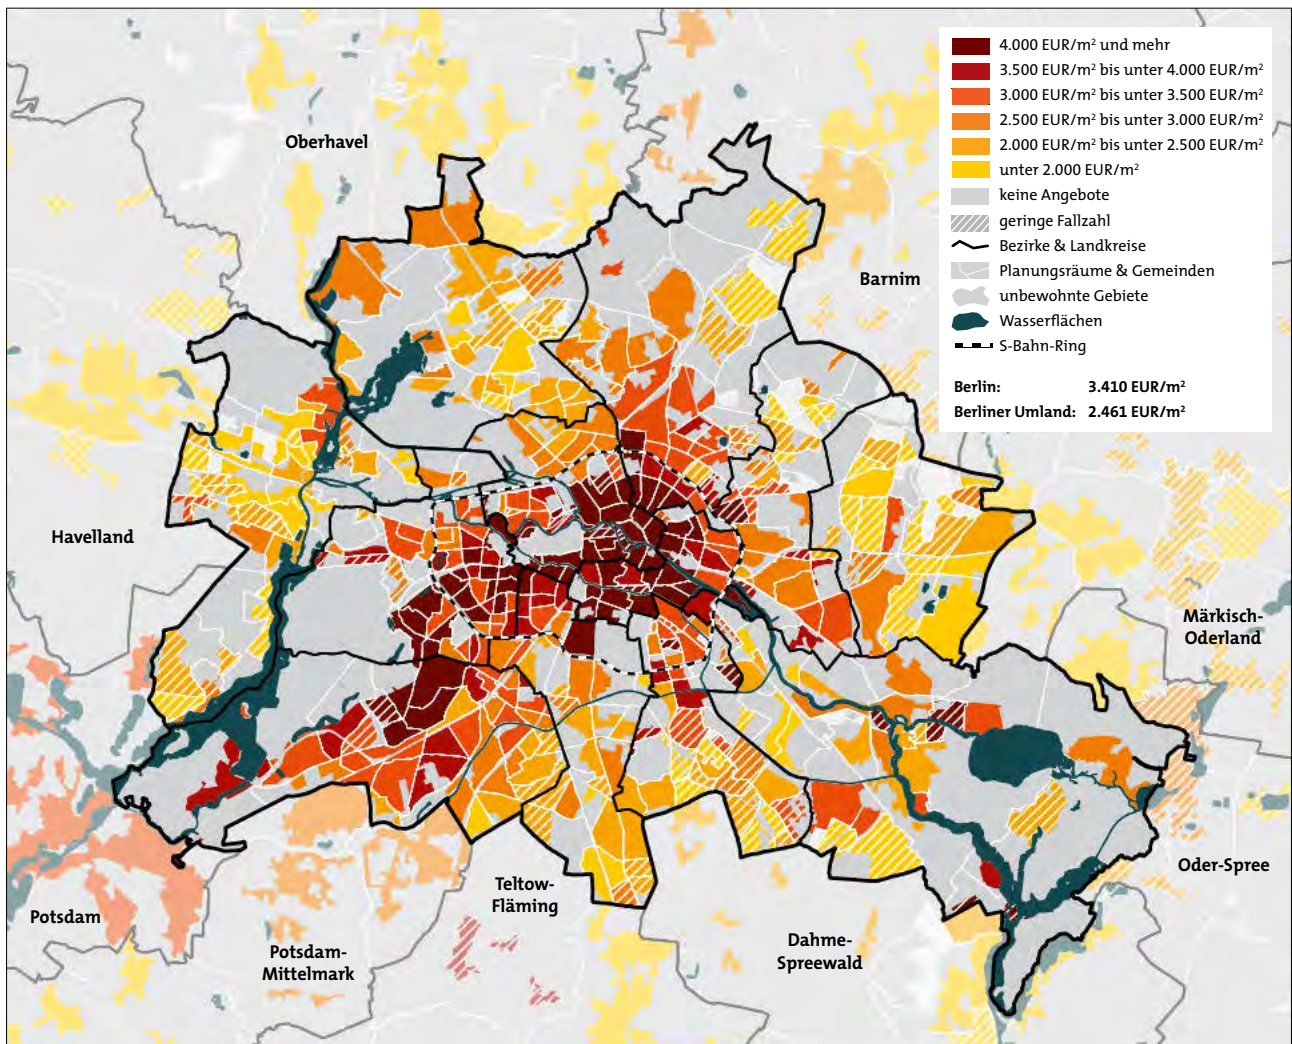 4.000 EUR/m² und mehr
3.500 EUR/m² bis unter 4.000 EUR/m²
3.000 EUR/m² bis unter 3.500 EUR/m²
2.500 EUR/m² bis unter 3.000 EUR/m²
2.000 EUR/m² bis unter 2.500 EUR/m²
unter 2.000 EUR/m²
keine Angebote
geringe Fallzahl
Bezirke & Landkreise
Planungsräume & Gemeinden
unbewohnte Gebiete
Wasserflächen
S-Bahn-Ring
Berlin: 3.410 EUR/m²
Berliner Umland: 2.461 EUR/m²
Oberhavel
Barnim
Havelland
Märkisch-
Oderland
Oder-Spree
Teltow-
Fläming
Potsdam
Potsdam-
Mittelmark
Dahme-
Spreewald